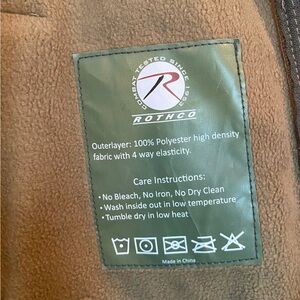 COMBAT TESTED SINCE 1953
R
ROTHCO
Outerlayer: 100% Polyester high density
fabric with 4 way elasticity.
Care Instructions:
• No Bleach, No Iron, No Dry Clean
• Wash inside out in low temperature
• Tumble dry in low heat
Made in China